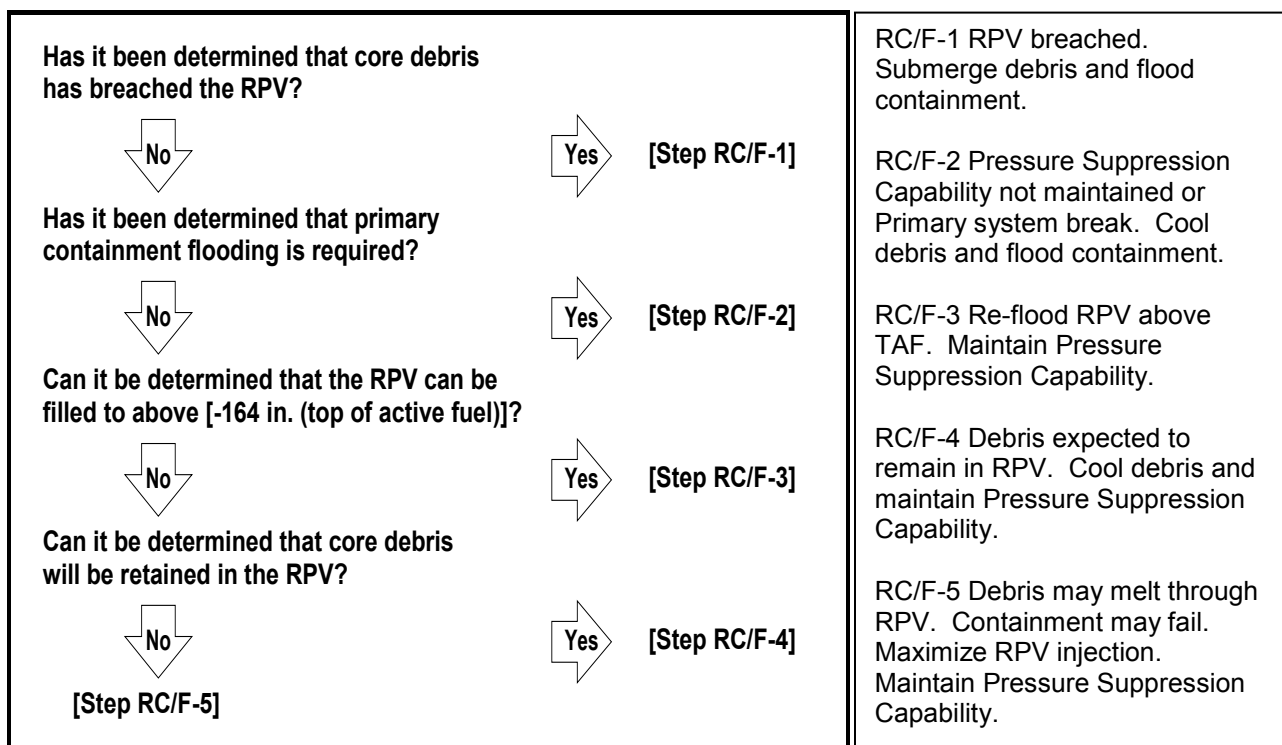 Has it been determined that core debris
has breached the RPV?
No
Yes
[Step RC/F-1]
Has it been determined that primary
containment flooding is required?
No
Yes
[Step RC/F-2]
Can it be determined that the RPV can be
filled to above [-164 in. (top of active fuel)]?
No
Yes
[Step RC/F-3]
Can it be determined that core debris
will be retained in the RPV?
No
Yes
[Step RC/F-4]
[Step RC/F-5]
RC/F-1 RPV breached.
Submerge debris and flood
containment.
RC/F-2 Pressure Suppression
Capability not maintained or
Primary system break.  Cool
debris and flood containment.
RC/F-3 Re-flood RPV above
TAF.  Maintain Pressure
Suppression Capability.
RC/F-4 Debris expected to
remain in RPV.  Cool debris and
maintain Pressure Suppression
Capability.
RC/F-5 Debris may melt through
RPV.  Containment may fail.
Maximize RPV injection.
Maintain Pressure Suppression
Capability.